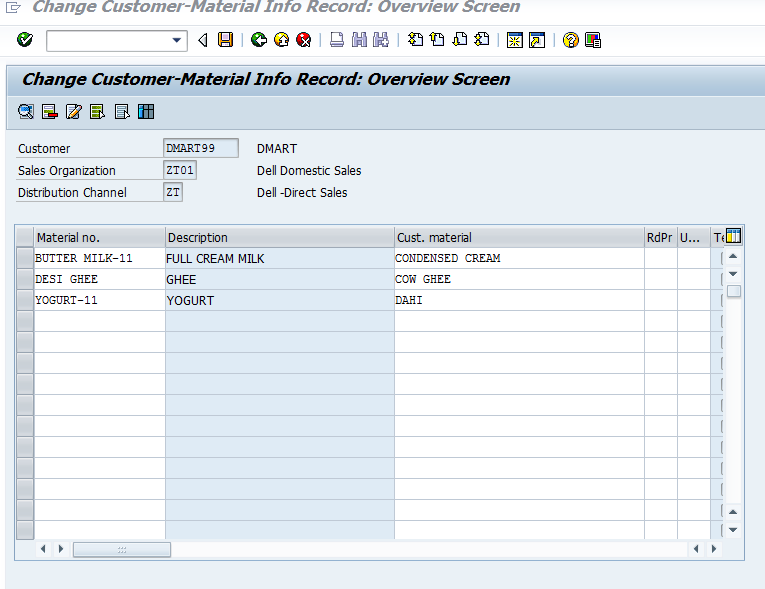 Change Customer-Material Info Record: Overview Screen
Change Customer-Material Info Record: Overview Screen
Customer DMART99 DMART
Sales Organization ZT01 Dell Domestic Sales
Distribution Channel ZT Dell -Direct Sales
Material no. Description Cust. material RdPr U... Te
BUTTER MILK-11 FULL CREAM MILK CONDENSED CREAM
DESI GHEE GHEE COW GHEE
YOGURT-11 YOGURT DAHI